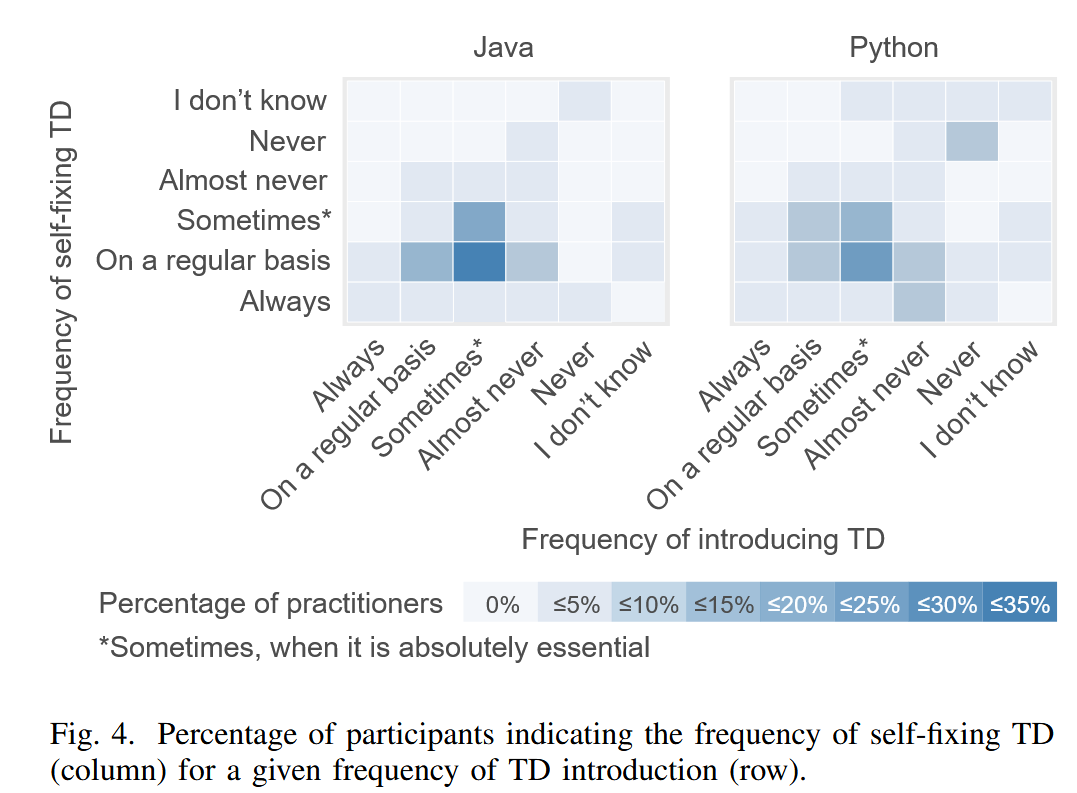 Java
Python
Frequency of self-fixing TD
I don’t know
Never
Almost never
Sometimes*
On a regular basis
Always
Always
On a regular basis
Sometimes*
Almost never
Never
I don’t know
Always
On a regular basis
Sometimes*
Almost never
Never
I don’t know
Frequency of introducing TD
Percentage of practitioners 0% ≤5% ≤10% ≤15% ≤20% ≤25% ≤30% ≤35%
*Sometimes, when it is absolutely essential
Fig. 4. Percentage of participants indicating the frequency of self-fixing TD
(column) for a given frequency of TD introduction (row).